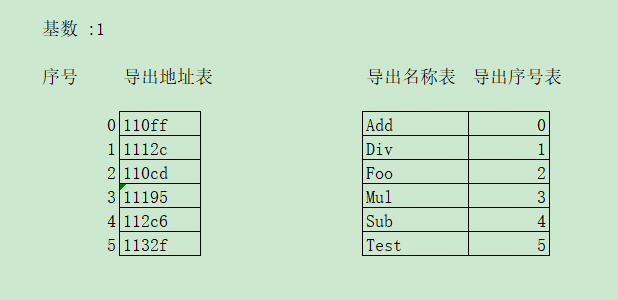 基数 :1
序号 导出地址表 导出名称表 导出序号表
0 110ff Add 0
1 1112c Div 1
2 110cd Foo 2
3 11195 Mul 3
4 112c6 Sub 4
5 1132f Test 5